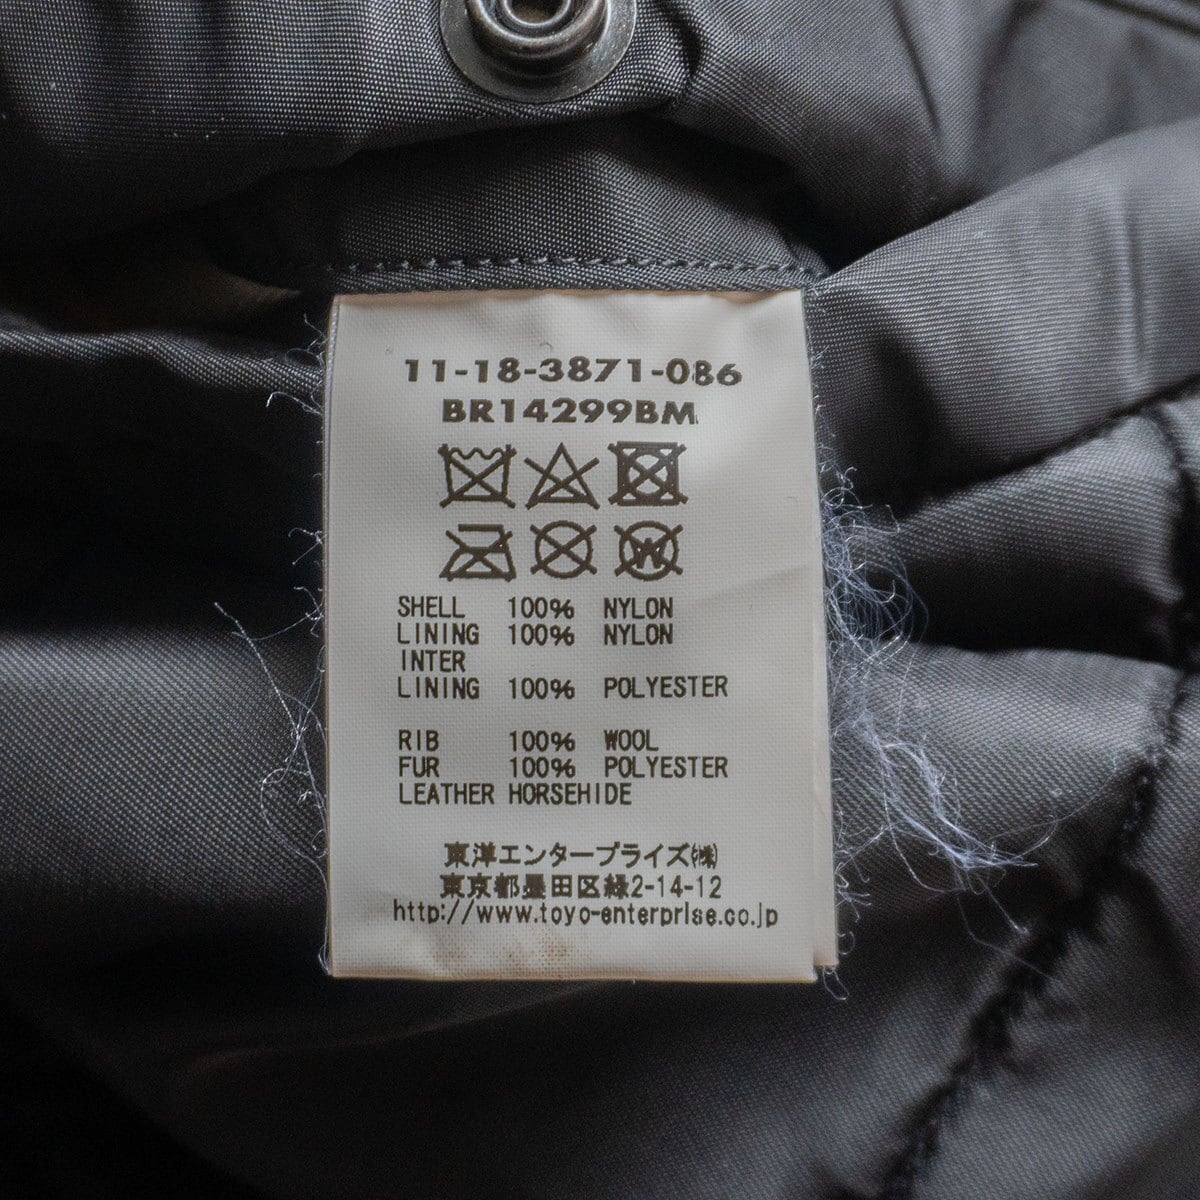 11-18-3871-086
BR14299BM
SHELL 100% NYLON
LINING 100% NYLON
INTER
LINING 100% POLYESTER
RIB 100% WOOL
FUR 100% POLYESTER
LEATHER HORSEHIDE
東洋エンタープライズ㈱
東京都墨田区緑2-14-12
http://www.toyo-enterprise.co.jp